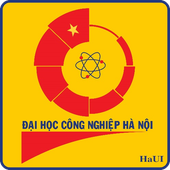 ĐẠI HỌC CÔNG NGHIỆP HÀ NỘI
HaUI